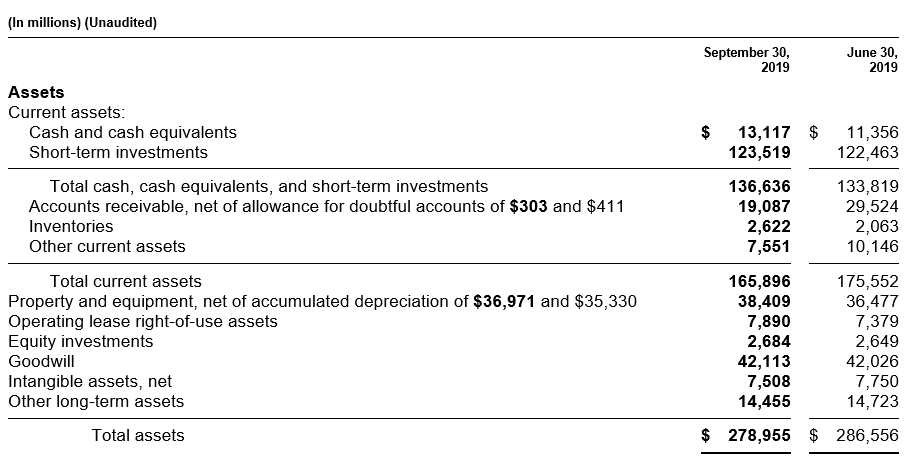 (In millions) (Unaudited)
September 30, 2019 June 30, 2019
Assets
Current assets:
Cash and cash equivalents $ 13,117 $ 11,356
Short-term investments 123,519 122,463
Total cash, cash equivalents, and short-term investments 136,636 133,819
Accounts receivable, net of allowance for doubtful accounts of $303 and $411 19,087 29,524
Inventories 2,622 2,063
Other current assets 7,551 10,146
Total current assets 165,896 175,552
Property and equipment, net of accumulated depreciation of $36,971 and $35,330 38,409 36,477
Operating lease right-of-use assets 7,890 7,379
Equity investments 2,684 2,649
Goodwill 42,113 42,026
Intangible assets, net 7,508 7,750
Other long-term assets 14,455 14,723
Total assets $ 278,955 $ 286,556